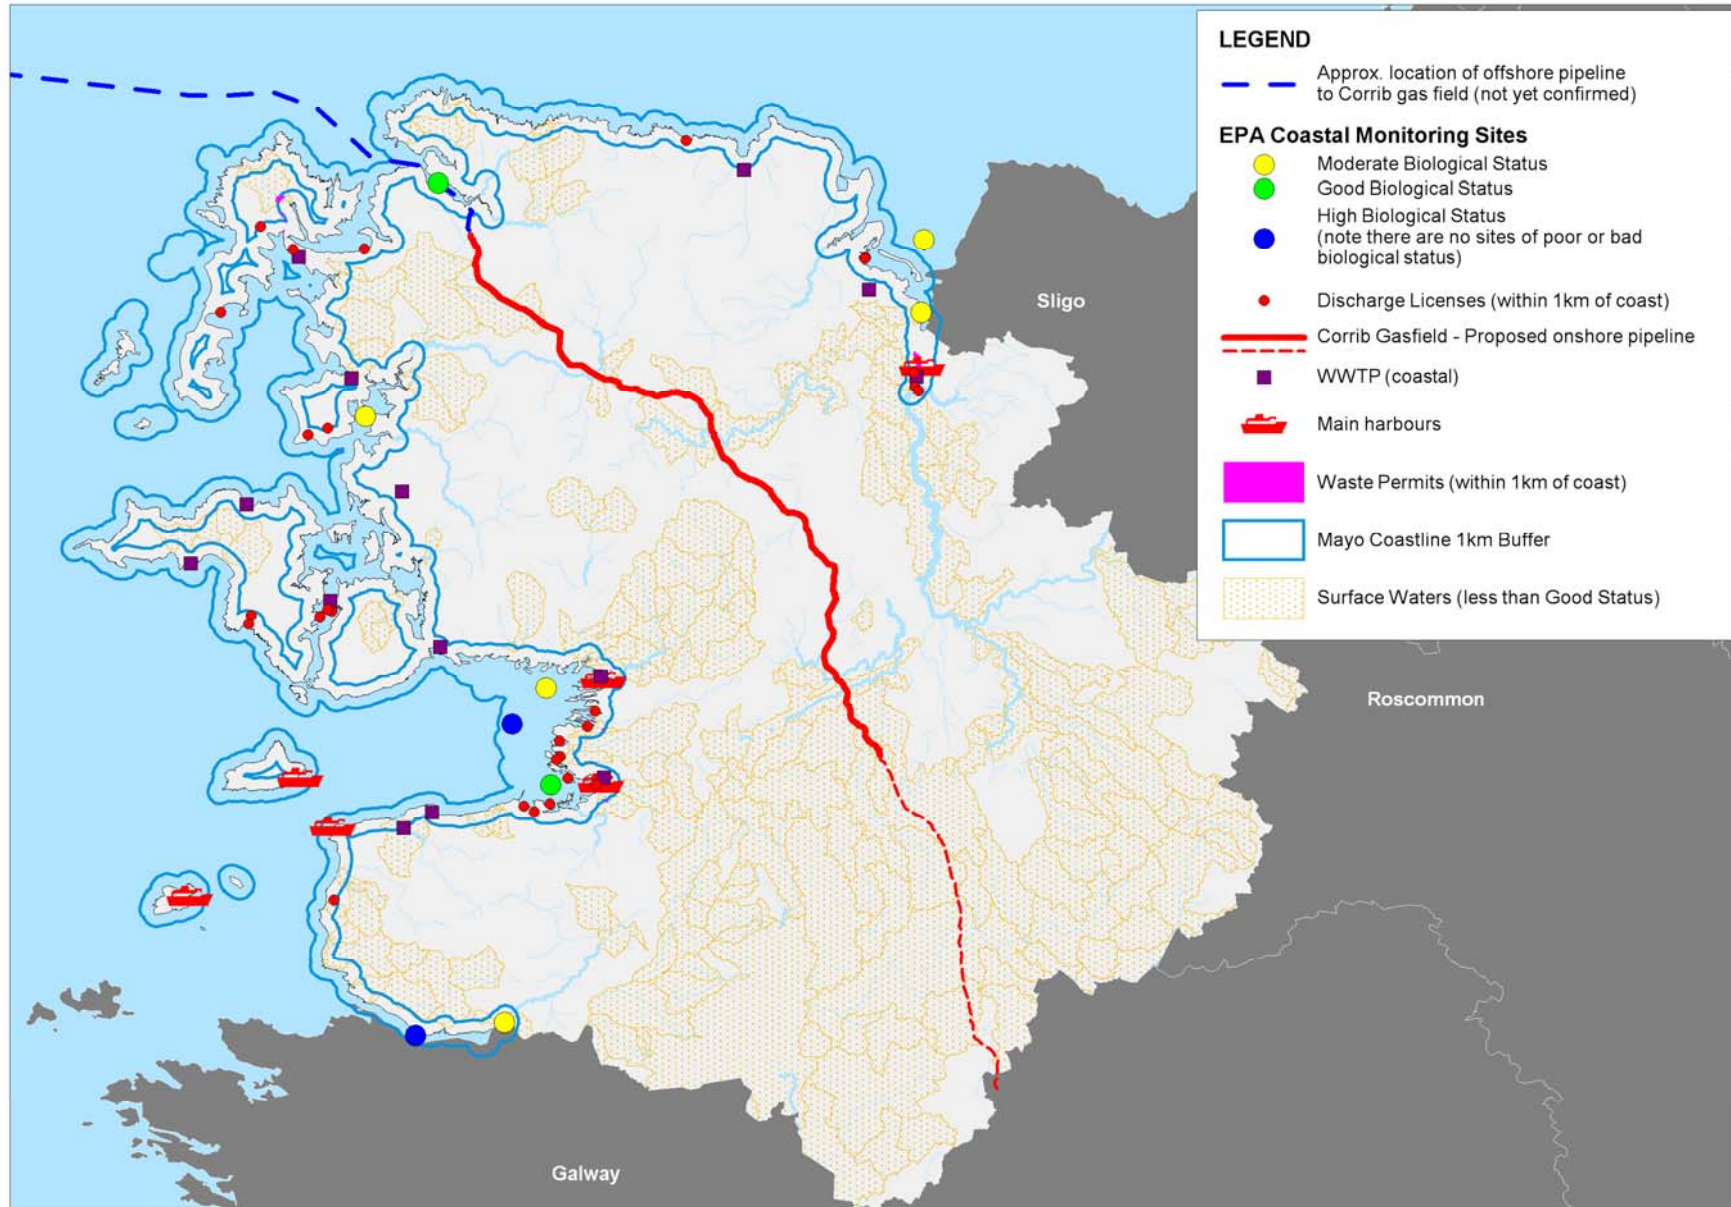 LEGEND
Approx. location of offshore pipeline
to Corrib gas field (not yet confirmed)
EPA Coastal Monitoring Sites
Moderate Biological Status
Good Biological Status
High Biological Status
(note there are no sites of poor or bad
biological status)
Discharge Licenses (within 1km of coast)
Corrib Gasfield - Proposed onshore pipeline
WWTP (coastal)
Main harbours
Waste Permits (within 1km of coast)
Mayo Coastline 1km Buffer
Surface Waters (less than Good Status)
Sligo
Roscommon
Galway